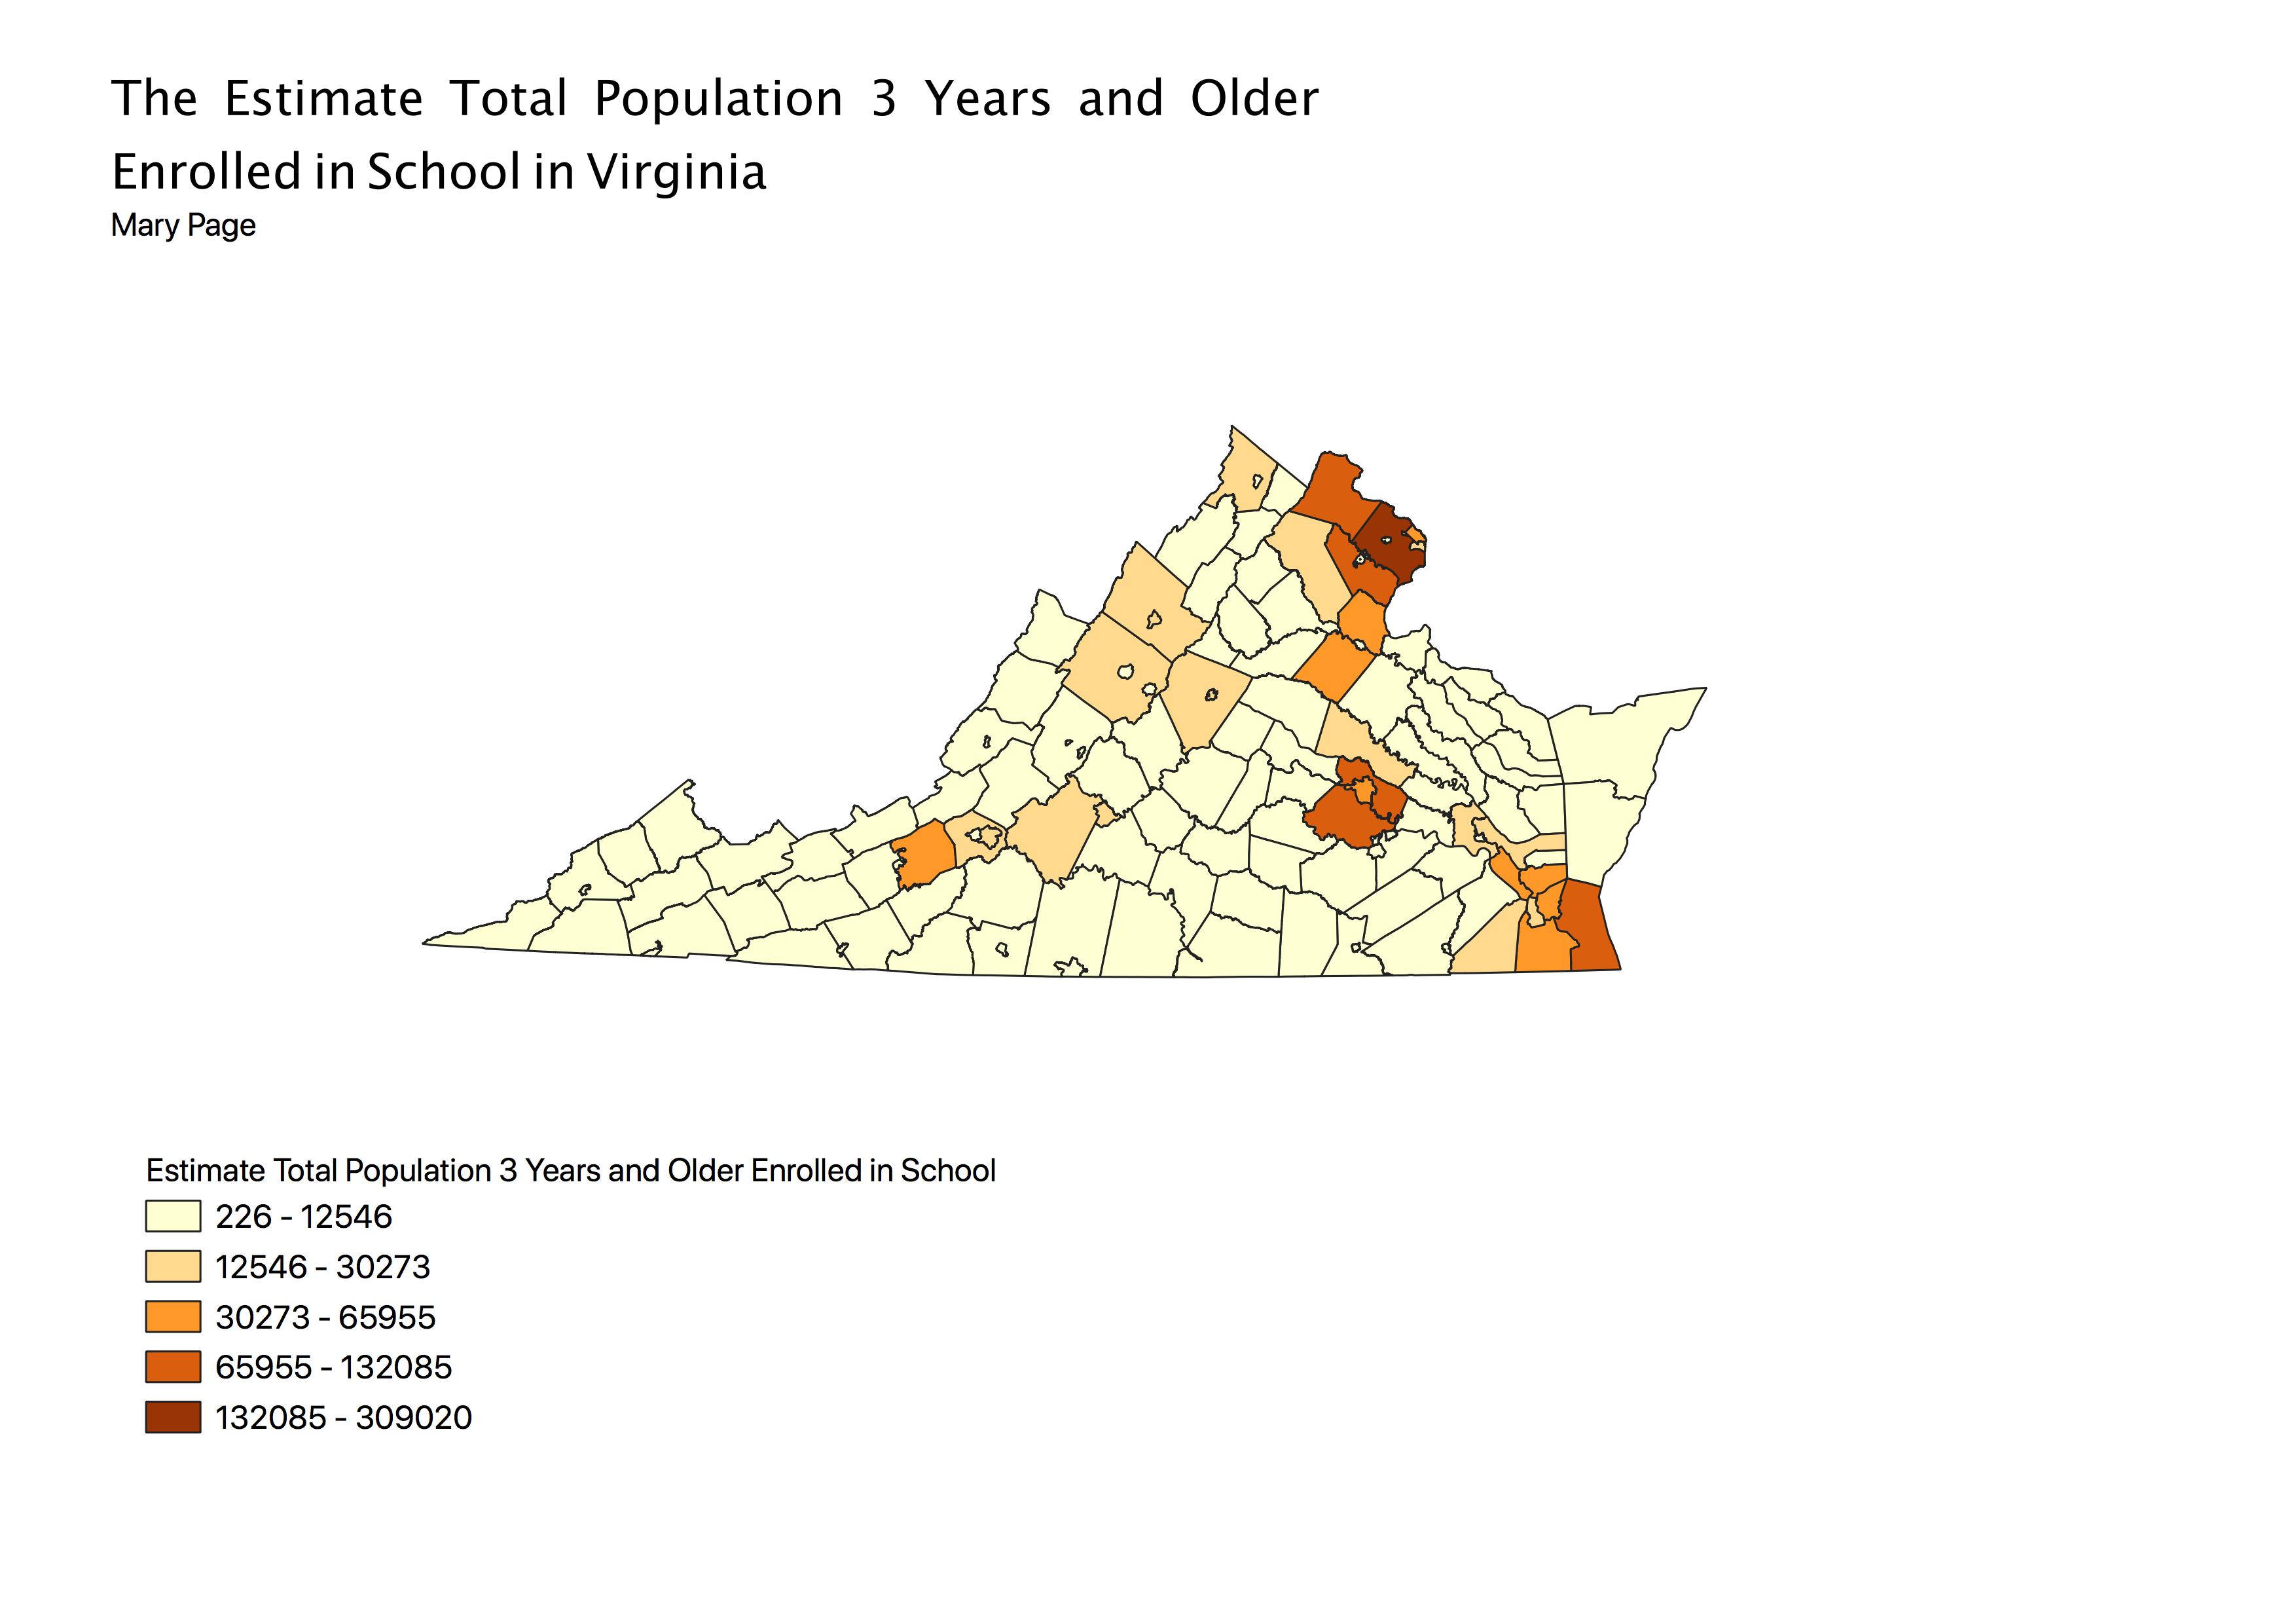 The Estimate Total Population 3 Years and Older
Enrolled in School in Virginia
Mary Page
Estimate Total Population 3 Years and Older Enrolled in School
226 - 12546
12546 - 30273
30273 - 65955
65955 - 132085
132085 - 309020